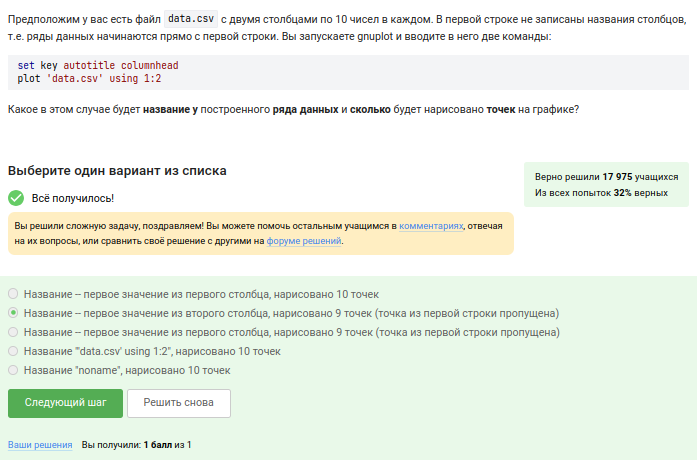 Предположим у вас есть файл data.csv с двумя столбцами по 10 чисел в каждом. В первой строке не записаны названия столбцов,
т.е. ряды данных начинаются прямо с первой строки. Вы запускаете gnuplot и вводите в него две команды:
set key autotitle columnhead
plot 'data.csv' using 1:2
Какое в этом случае будет название у построенного ряда данных и сколько будет нарисовано точек на графике?
Выберите один вариант из списка
Верно решили 17 975 учащихся
Из всех попыток 32% верных
Всё получилось!
Вы решили сложную задачу, поздравляем! Вы можете помочь остальным учащимся в комментариях, отвечая
на их вопросы, или сравнить своё решение с другими на форуме решений.
Название -- первое значение из первого столбца, нарисовано 10 точек
Название -- первое значение из второго столбца, нарисовано 9 точек (точка из первой строки пропущена)
Название -- первое значение из первого столбца, нарисовано 9 точек (точка из первой строки пропущена)
Название "'data.csv' using 1:2", нарисовано 10 точек
Название "noname", нарисовано 10 точек
Следующий шаг Решить снова
Ваши решения Вы получили: 1 балл из 1